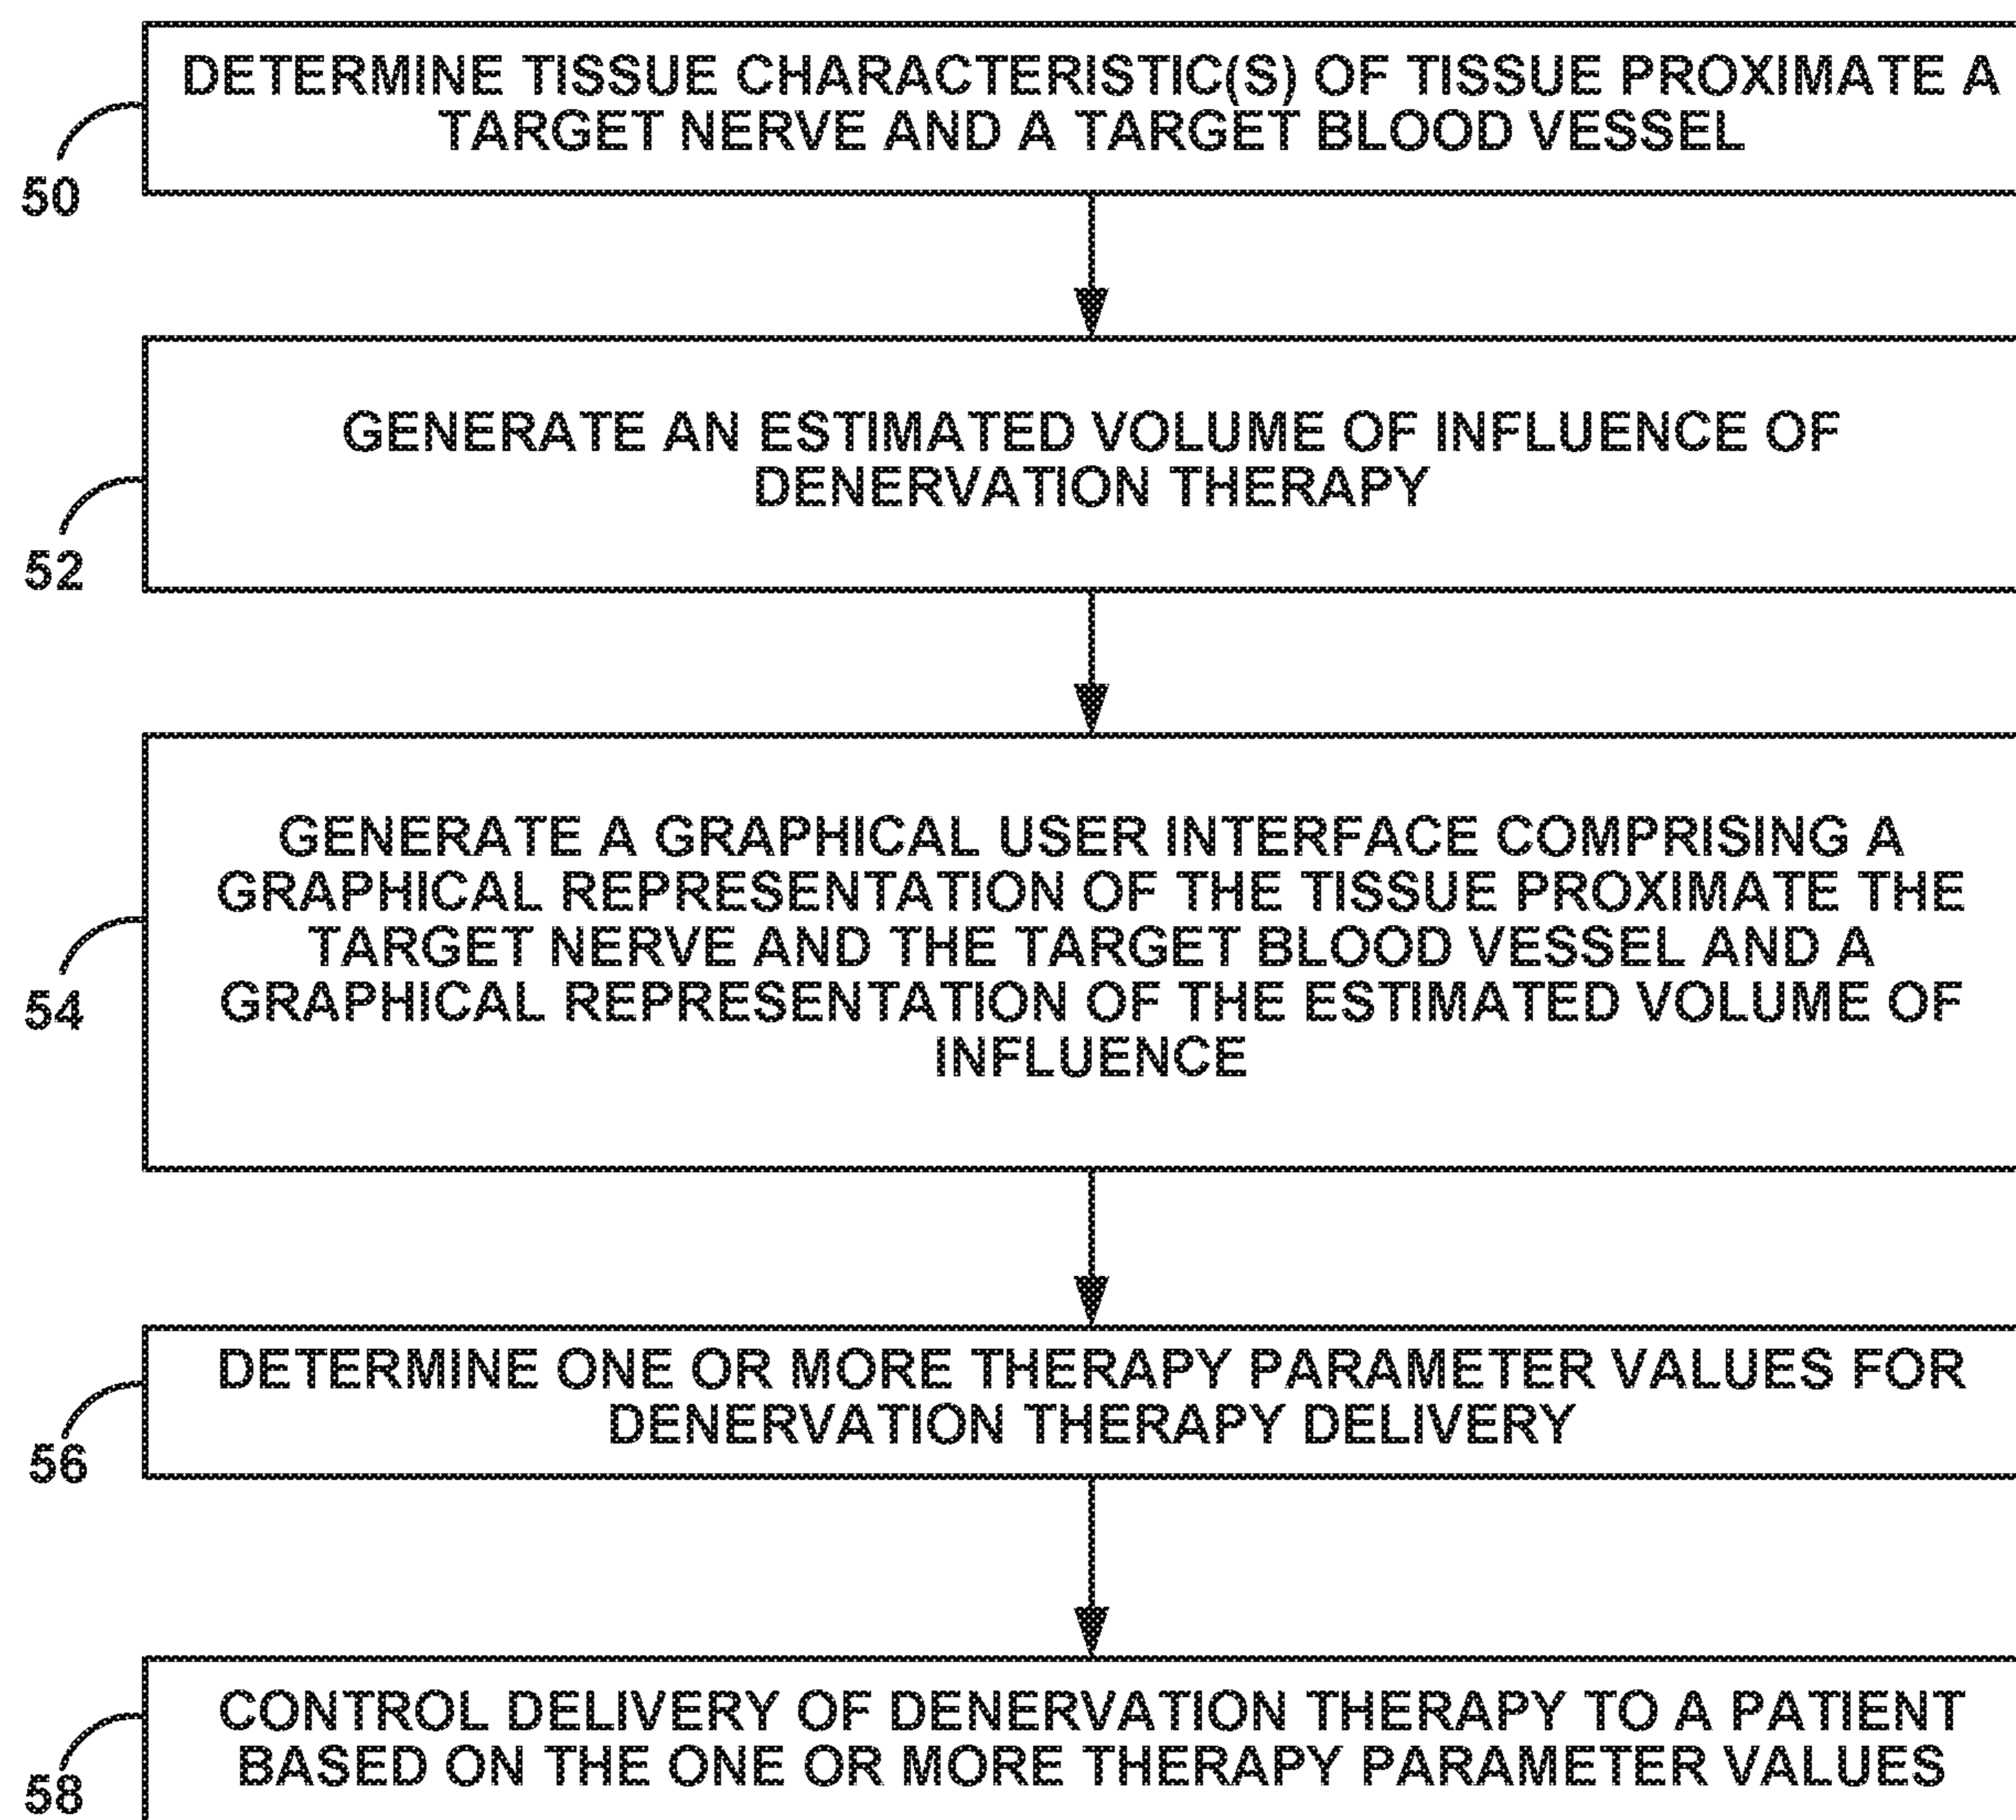 DETERMINE TISSUE CHARACTERISTIC(S) OF TISSUE PROXIMATE A
TARGET NERVE AND A TARGET BLOOD VESSEL
50
GENERATE AN ESTIMATED VOLUME OF INFLUENCE OF
DENERVATION THERAPY
52
GENERATE A GRAPHICAL USER INTERFACE COMPRISING A
GRAPHICAL REPRESENTATION OF THE TISSUE PROXIMATE THE
TARGET NERVE AND THE TARGET BLOOD VESSEL AND A
GRAPHICAL REPRESENTATION OF THE ESTIMATED VOLUME OF
INFLUENCE
54
DETERMINE ONE OR MORE THERAPY PARAMETER VALUES FOR
DENERVATION THERAPY DELIVERY
56
CONTROL DELIVERY OF DENERVATION THERAPY TO A PATIENT
BASED ON THE ONE OR MORE THERAPY PARAMETER VALUES
58